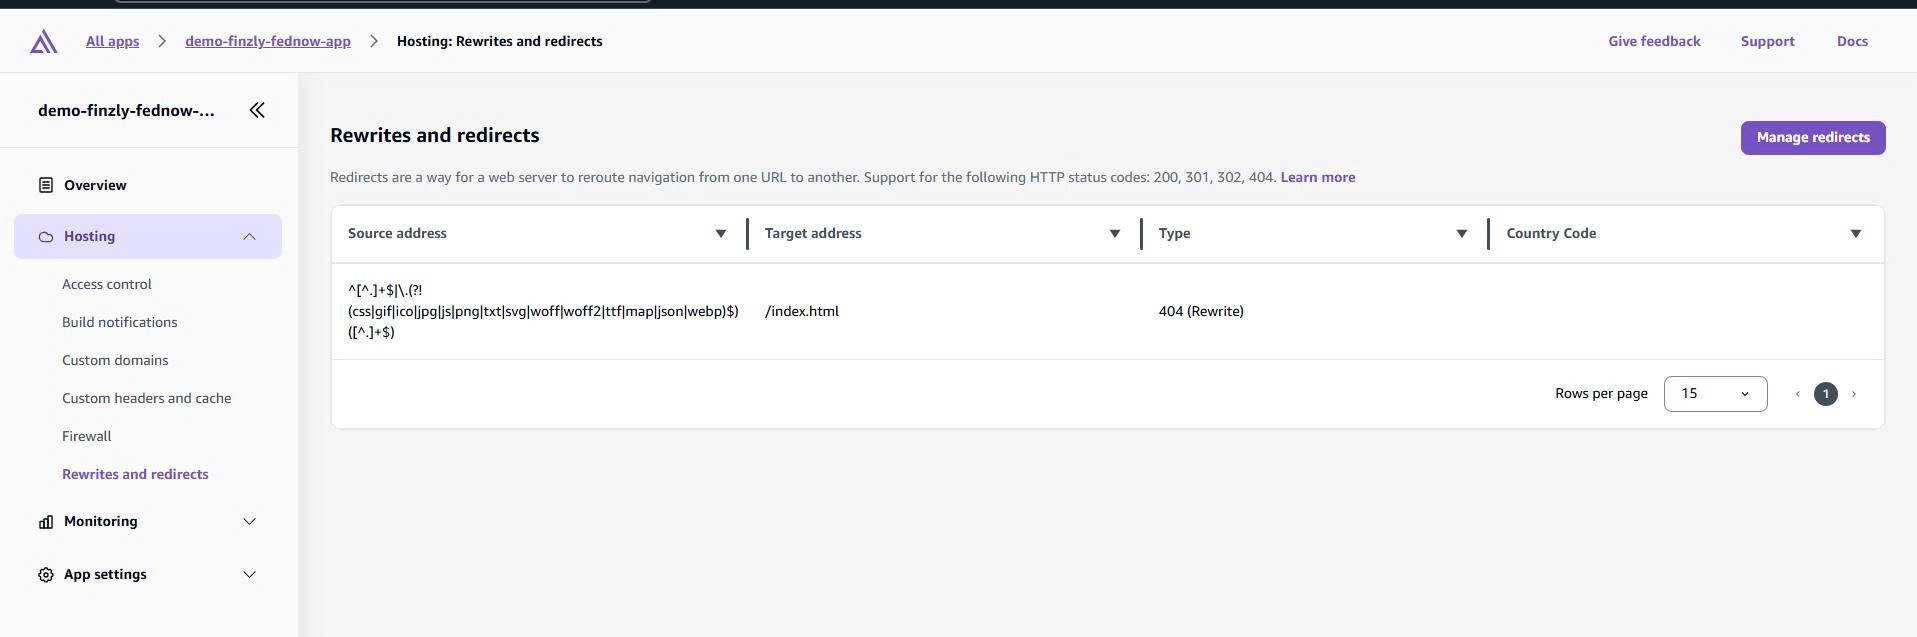 All apps > demo-finzly-fednow-app > Hosting: Rewrites and redirects
Give feedback Support Docs
demo-finzly-fednow-...
Overview
Hosting
Access control
Build notifications
Custom domains
Custom headers and cache
Firewall
Rewrites and redirects
Monitoring
App settings
Rewrites and redirects
Manage redirects
Redirects are a way for a web server to reroute navigation from one URL to another. Support for the following HTTP status codes: 200, 301, 302, 404. Learn more
Source address Target address Type Country Code
^[^.]+$|\.(?!
(css|gif|ico|jpg|js|png|txt|svg|woff|woff2|ttf|map|json|webp)$) /index.html 404 (Rewrite)
([^.]+$)
Rows per page 15 ‹ 1 ›